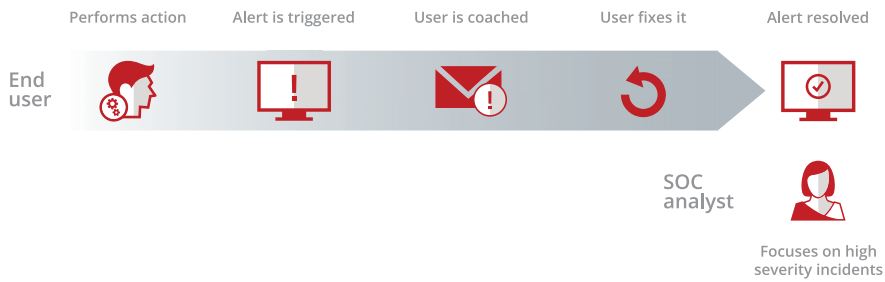 Performs action
Alert is triggered
User is coached
User fixes it
Alert resolved
End
user
!
!
SOC
analyst
Focuses on high
severity incidents